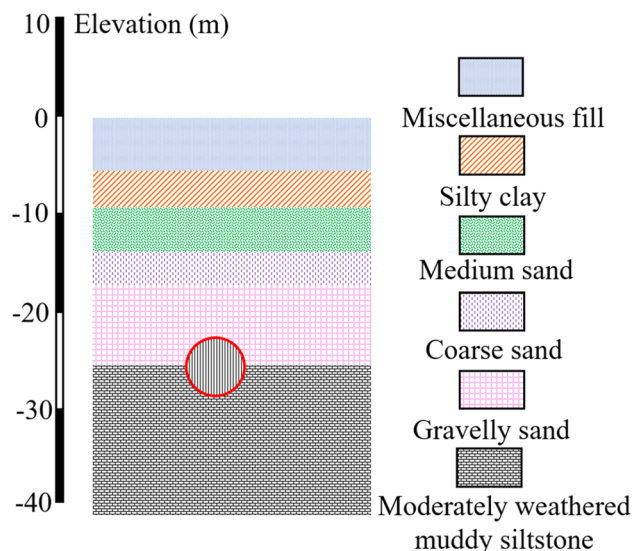 10 Elevation (m)
0
-10
-20
-30
-40
Miscellaneous fill
Silty clay
Medium sand
Coarse sand
Gravelly sand
Moderately weathered
muddy siltstone